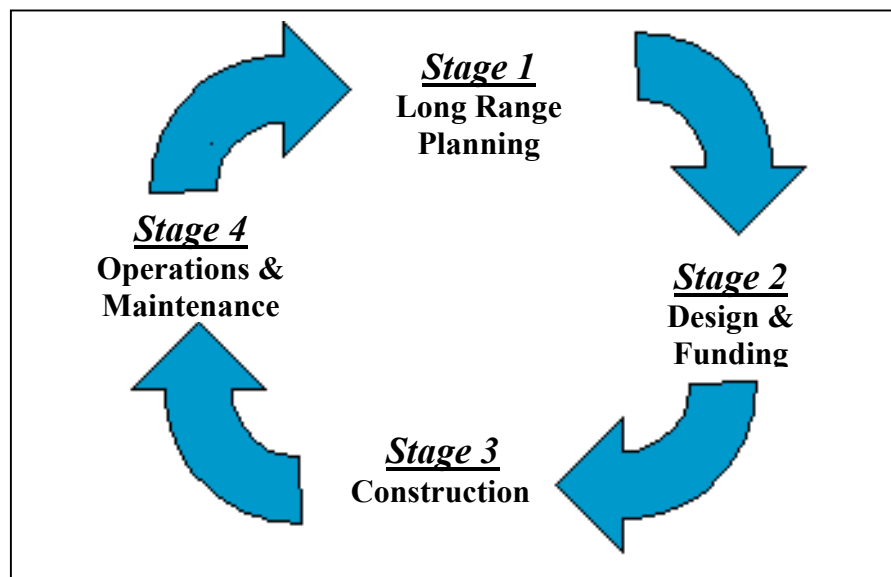 Stage 1
Long Range
Planning
Stage 2
Design &
Funding
Stage 3
Construction
Stage 4
Operations &
Maintenance